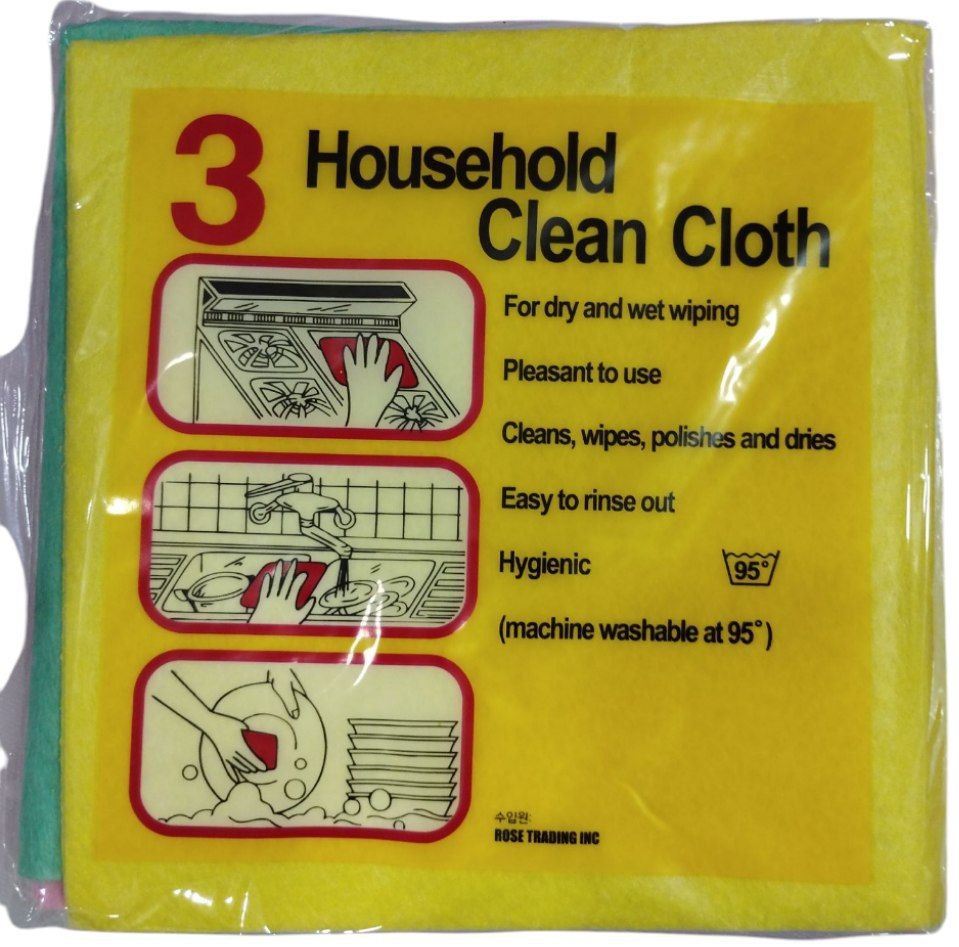 3
Household
Clean Cloth
For dry and wet wiping
Pleasant to use
Cleans, wipes, polishes and dries
Easy to rinse out
Hygienic 95°
(machine washable at 95°)
수입원:
ROSE TRADING INC